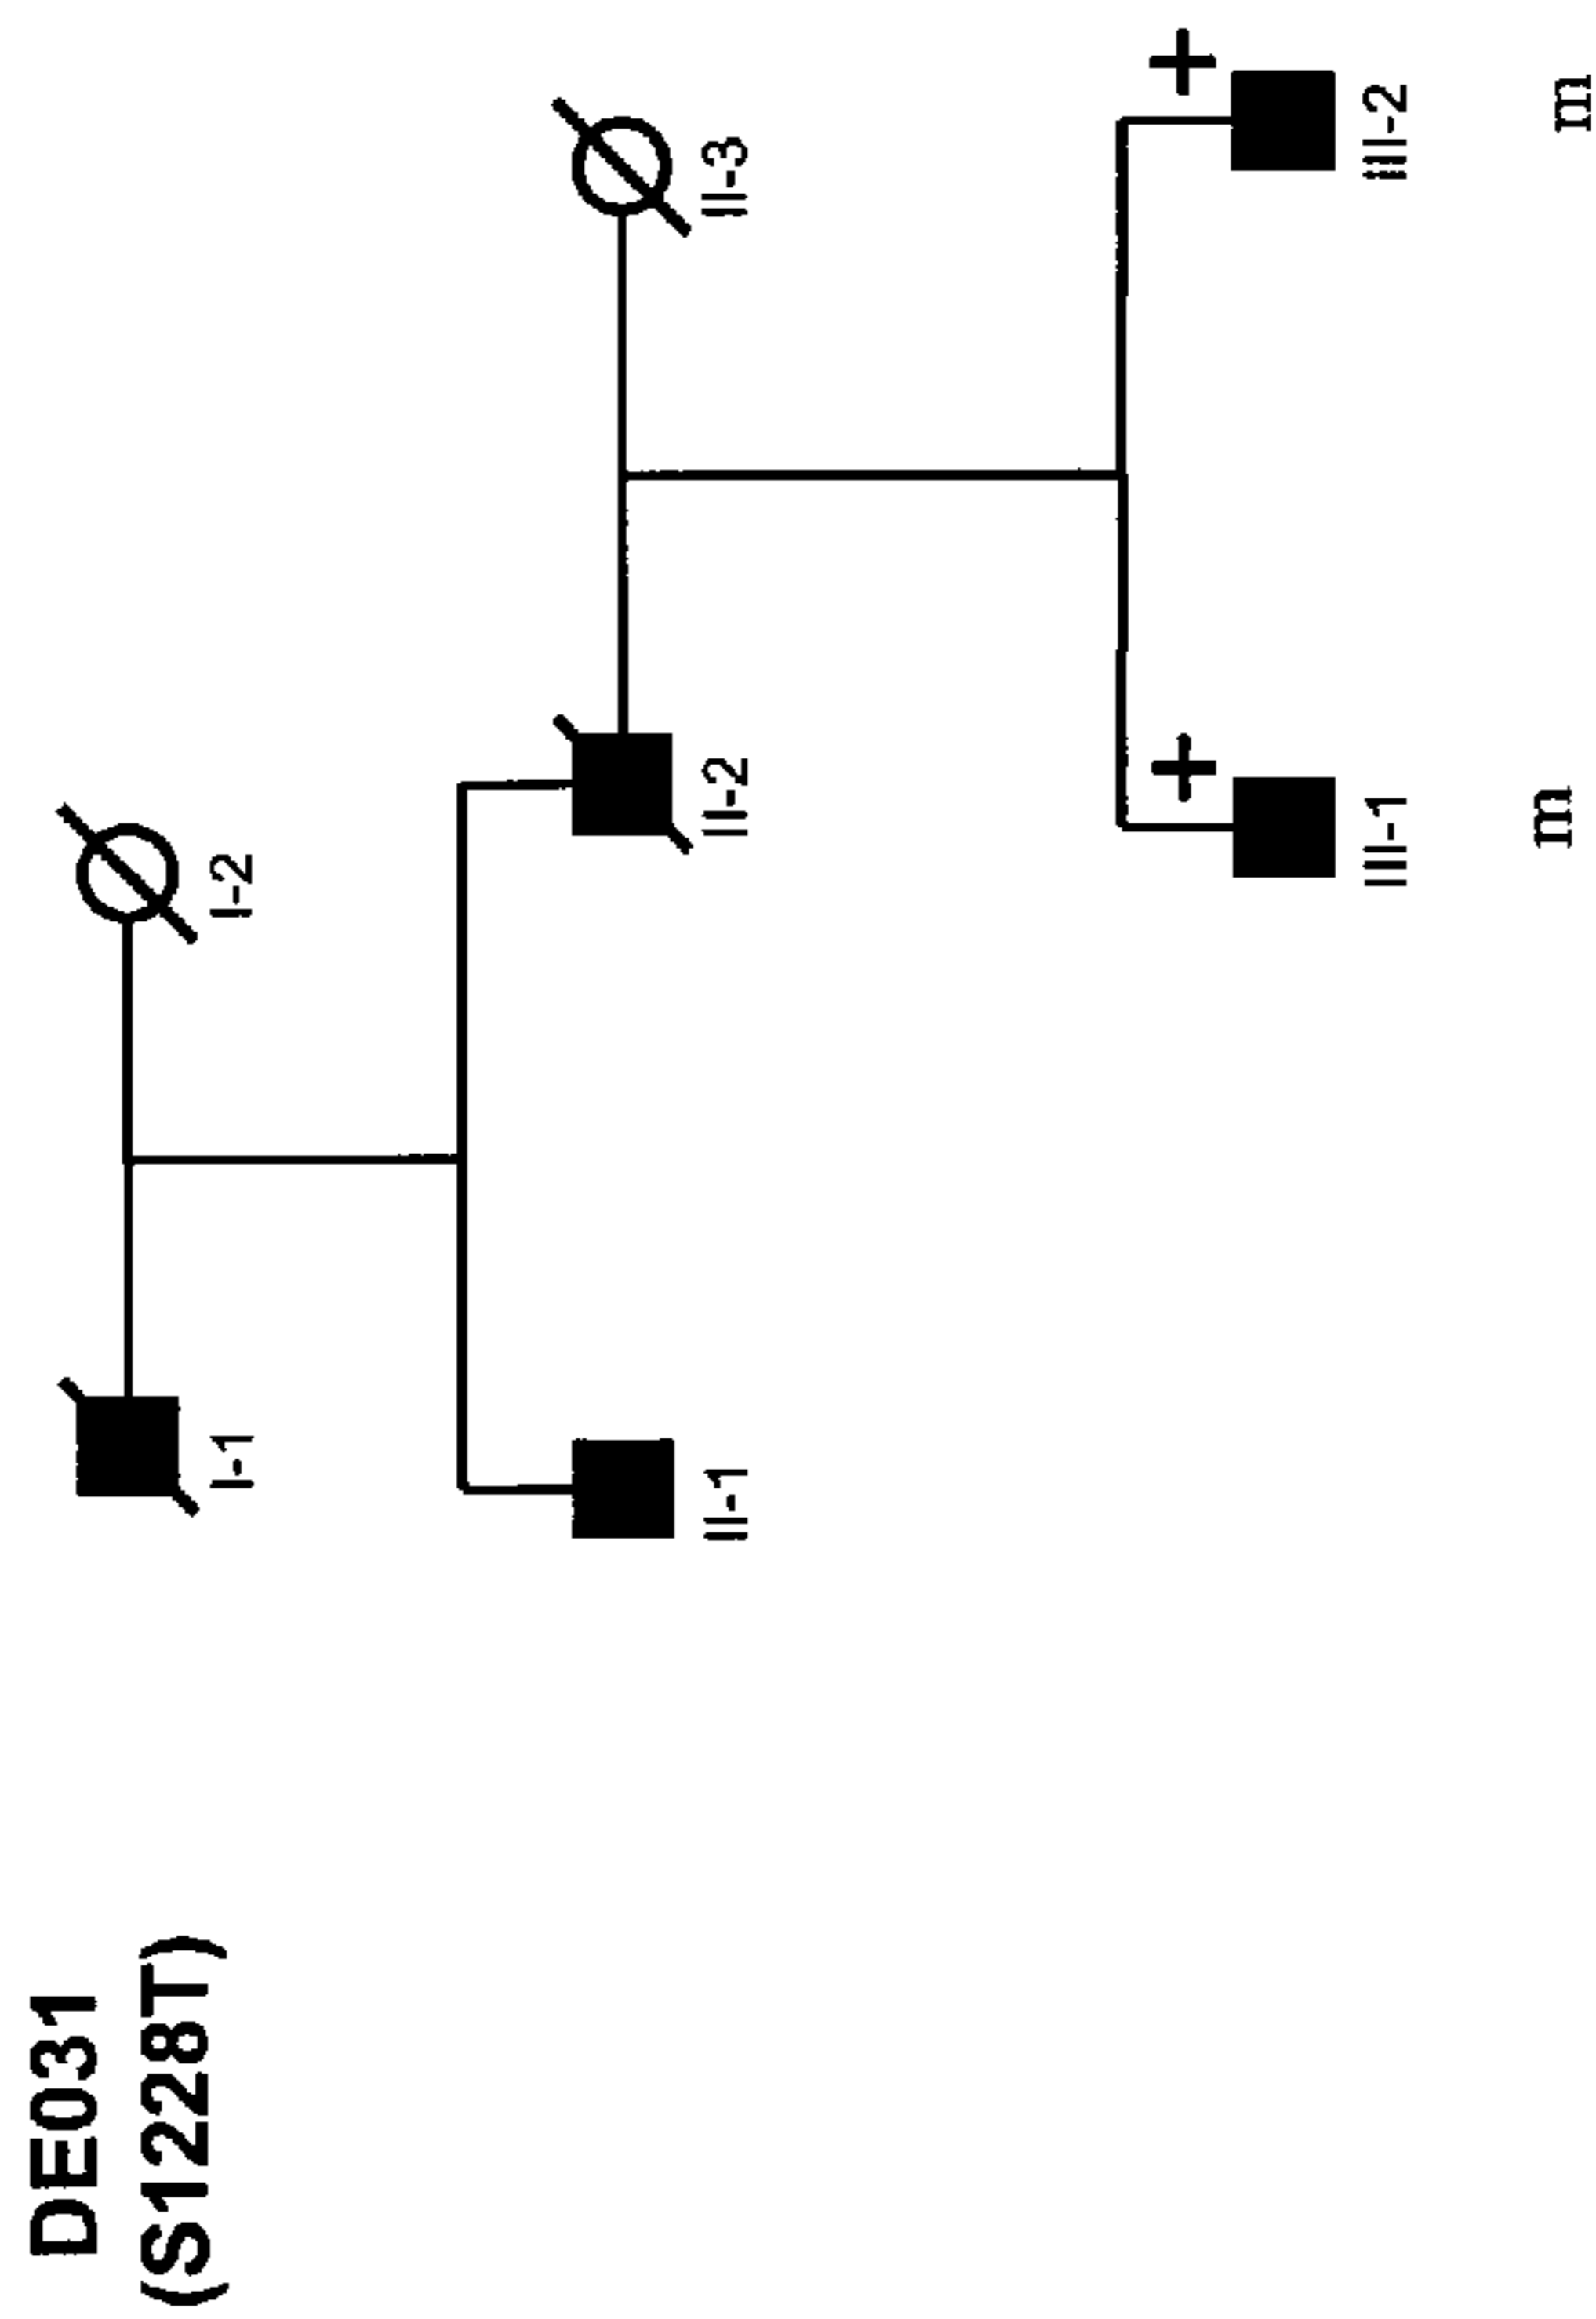 DE031
(S1228T)
I-1
I-2
II-1
II-2
II-3
+
+
III-1
III-2
m
m